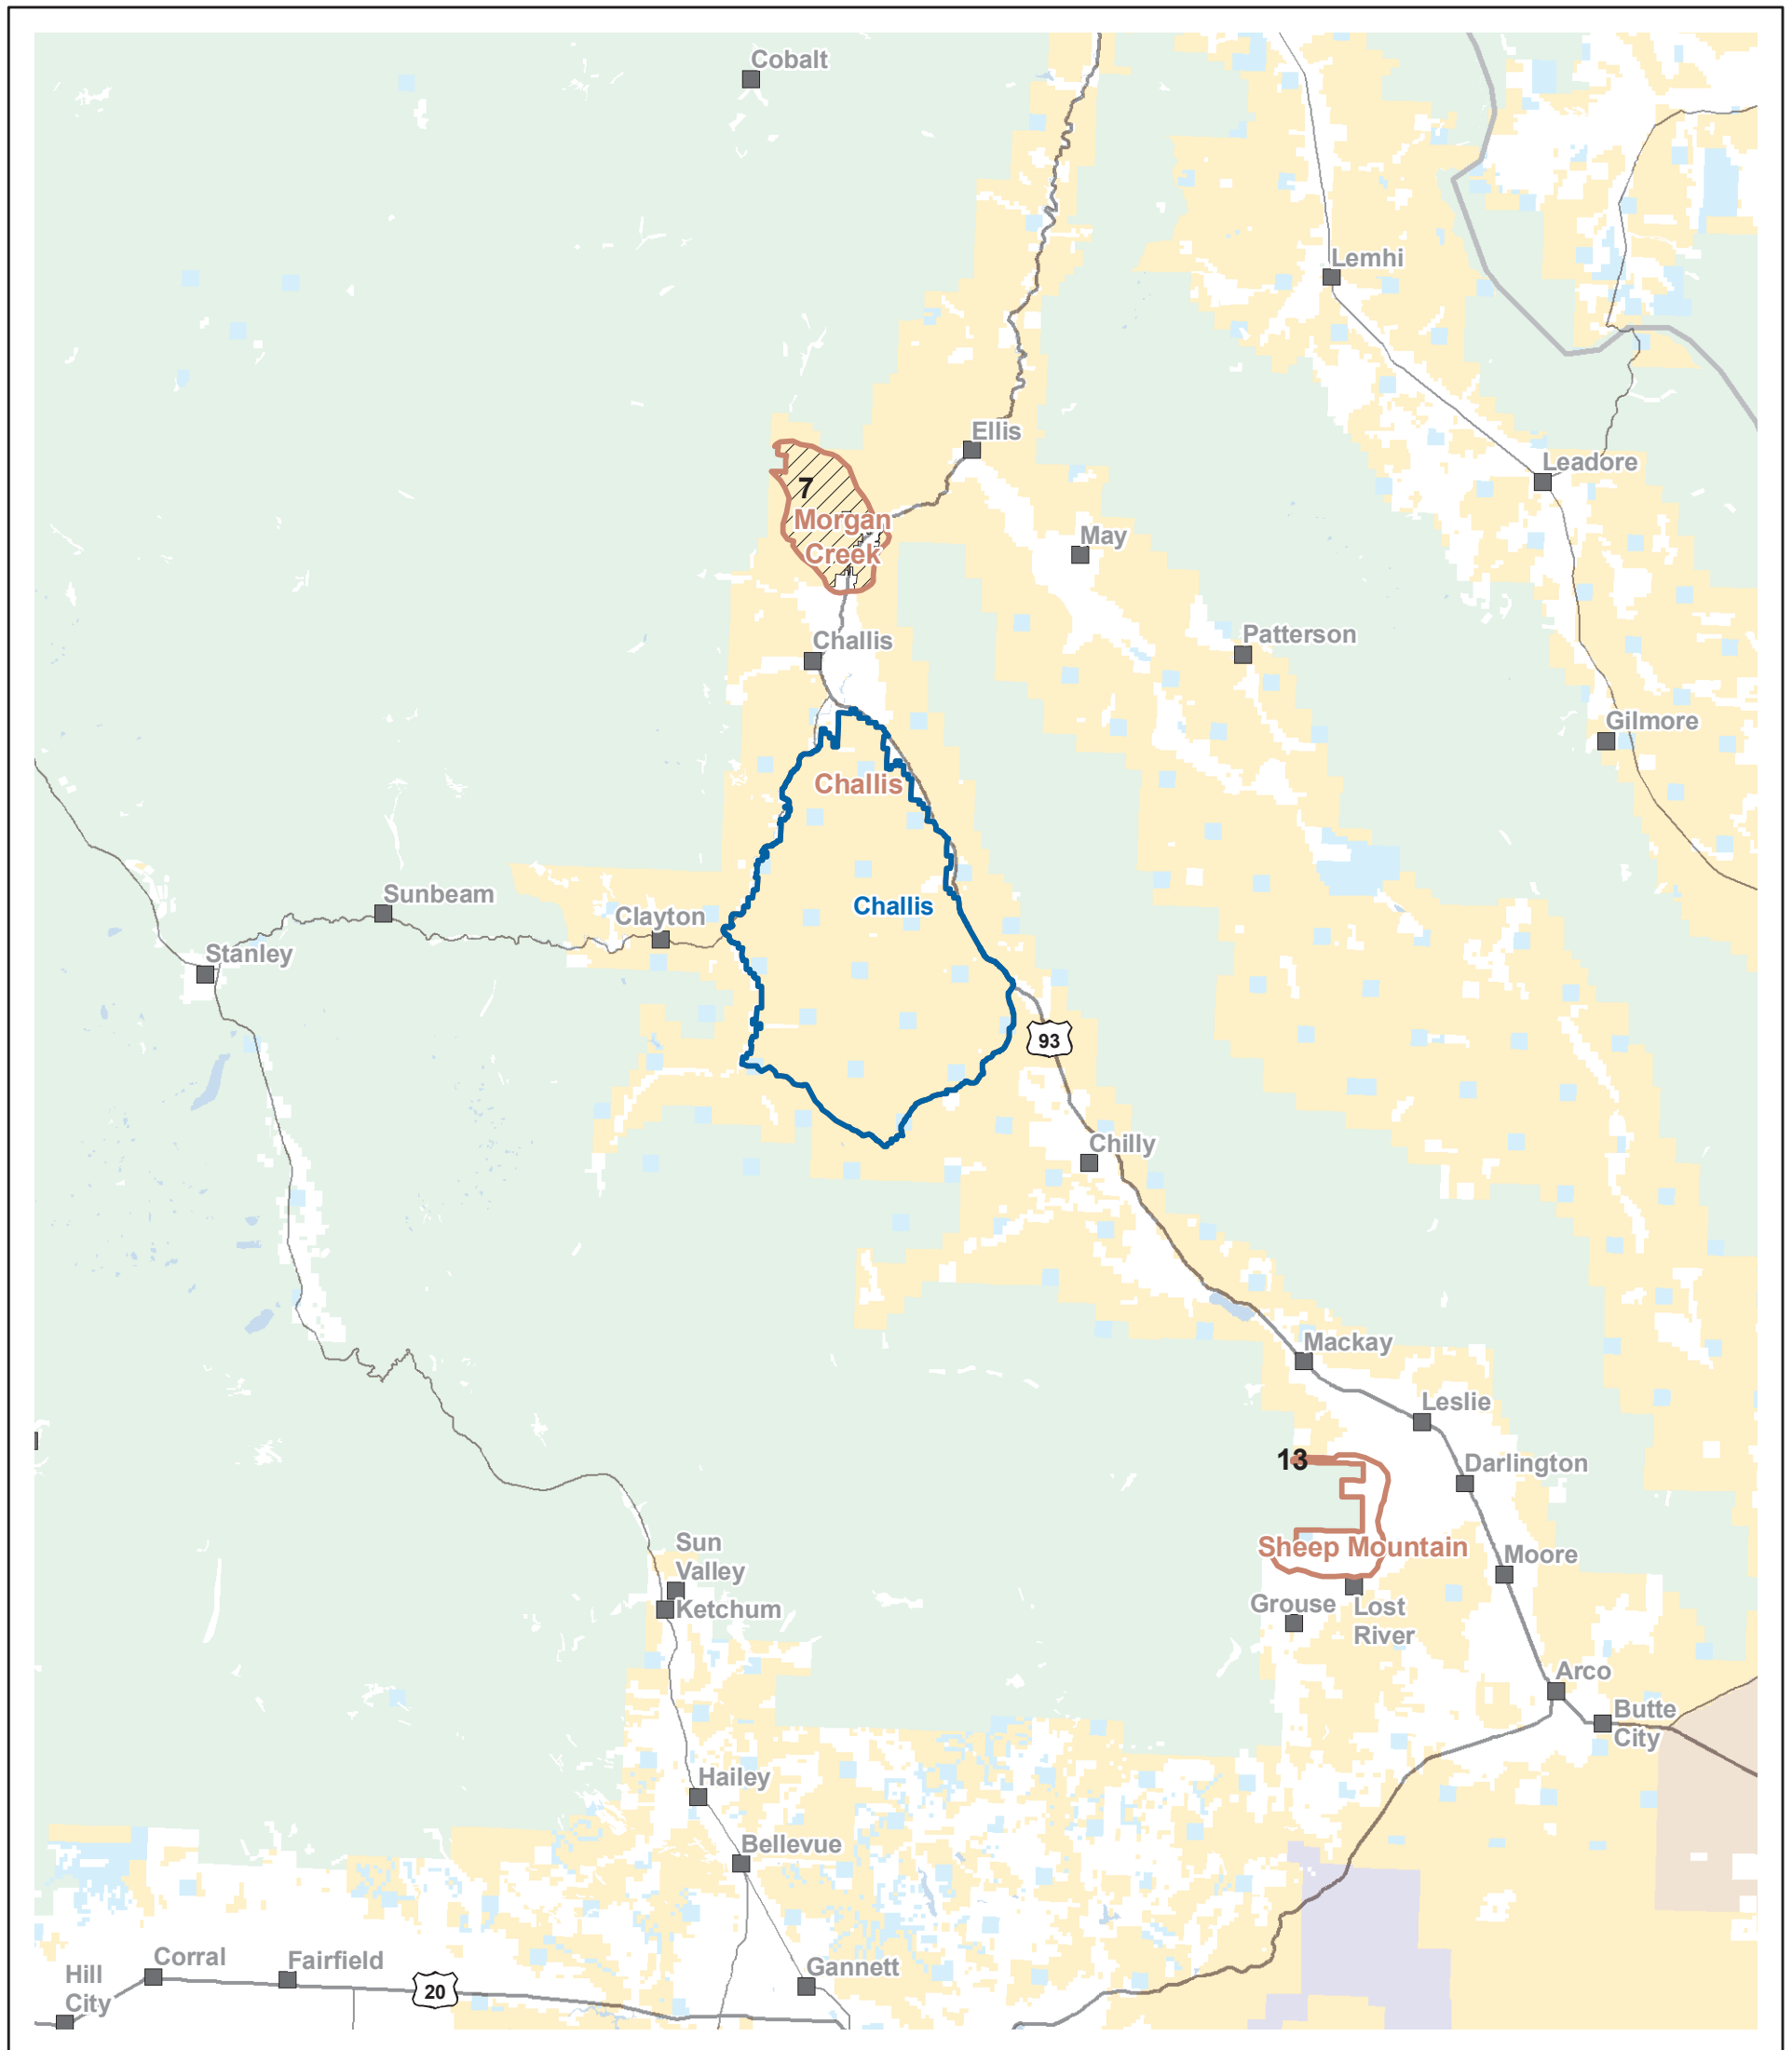 Cobalt
Lemhi
Ellis
Leadore
7
Morgan
Creek
May
Challis
Patterson
Gilmore
Challis
Challis
Sunbeam
Clayton
Stanley
93
Chilly
Mackay
Leslie
13
Darlington
Sheep Mountain
Moore
Sun
Valley
Ketchum
Grouse
Lost
River
Arco
Butte
City
Hailey
Bellevue
Corral
Fairfield
Gannett
Hill
City
20